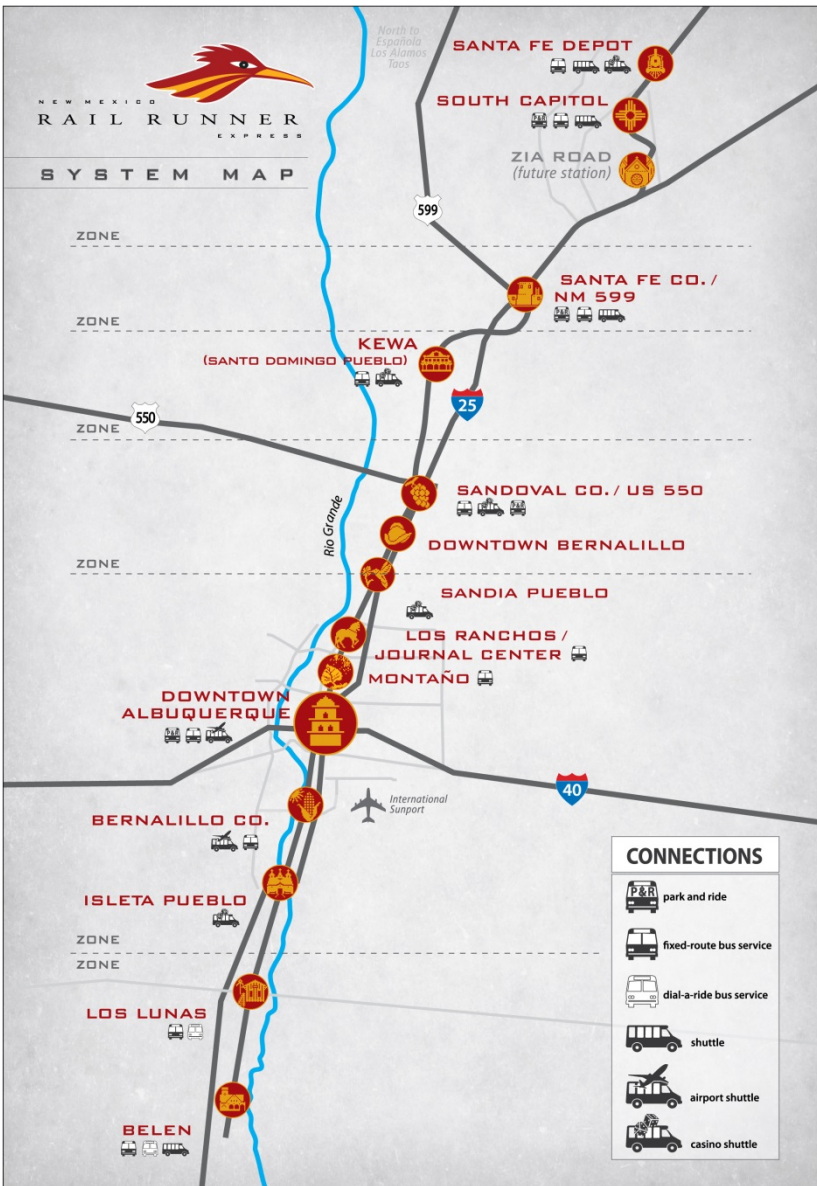 North to
Española
Los Alamos
Taos
NEW MEXICO
RAIL RUNNER
EXPRESS
SYSTEM MAP
SANTA FE DEPOT
SOUTH CAPITOL
P&R
ZIA ROAD
(future station)
599
ZONE
SANTA FE CO. /
NM 599
P&R
ZONE
KEWA
(SANTO DOMINGO PUEBLO)
25
550
ZONE
SANDOVAL CO. / US 550
P&R
Rio Grande
DOWNTOWN BERNALILLO
ZONE
SANDIA PUEBLO
LOS RANCHOS /
JOURNAL CENTER
MONTAÑO
DOWNTOWN
ALBUQUERQUE
P&R
40
International
Sunport
BERNALILLO CO.
ISLETA PUEBLO
ZONE
ZONE
LOS LUNAS
BELEN
CONNECTIONS
P&R park and ride
fixed-route bus service
dial-a-ride bus service
shuttle
airport shuttle
casino shuttle